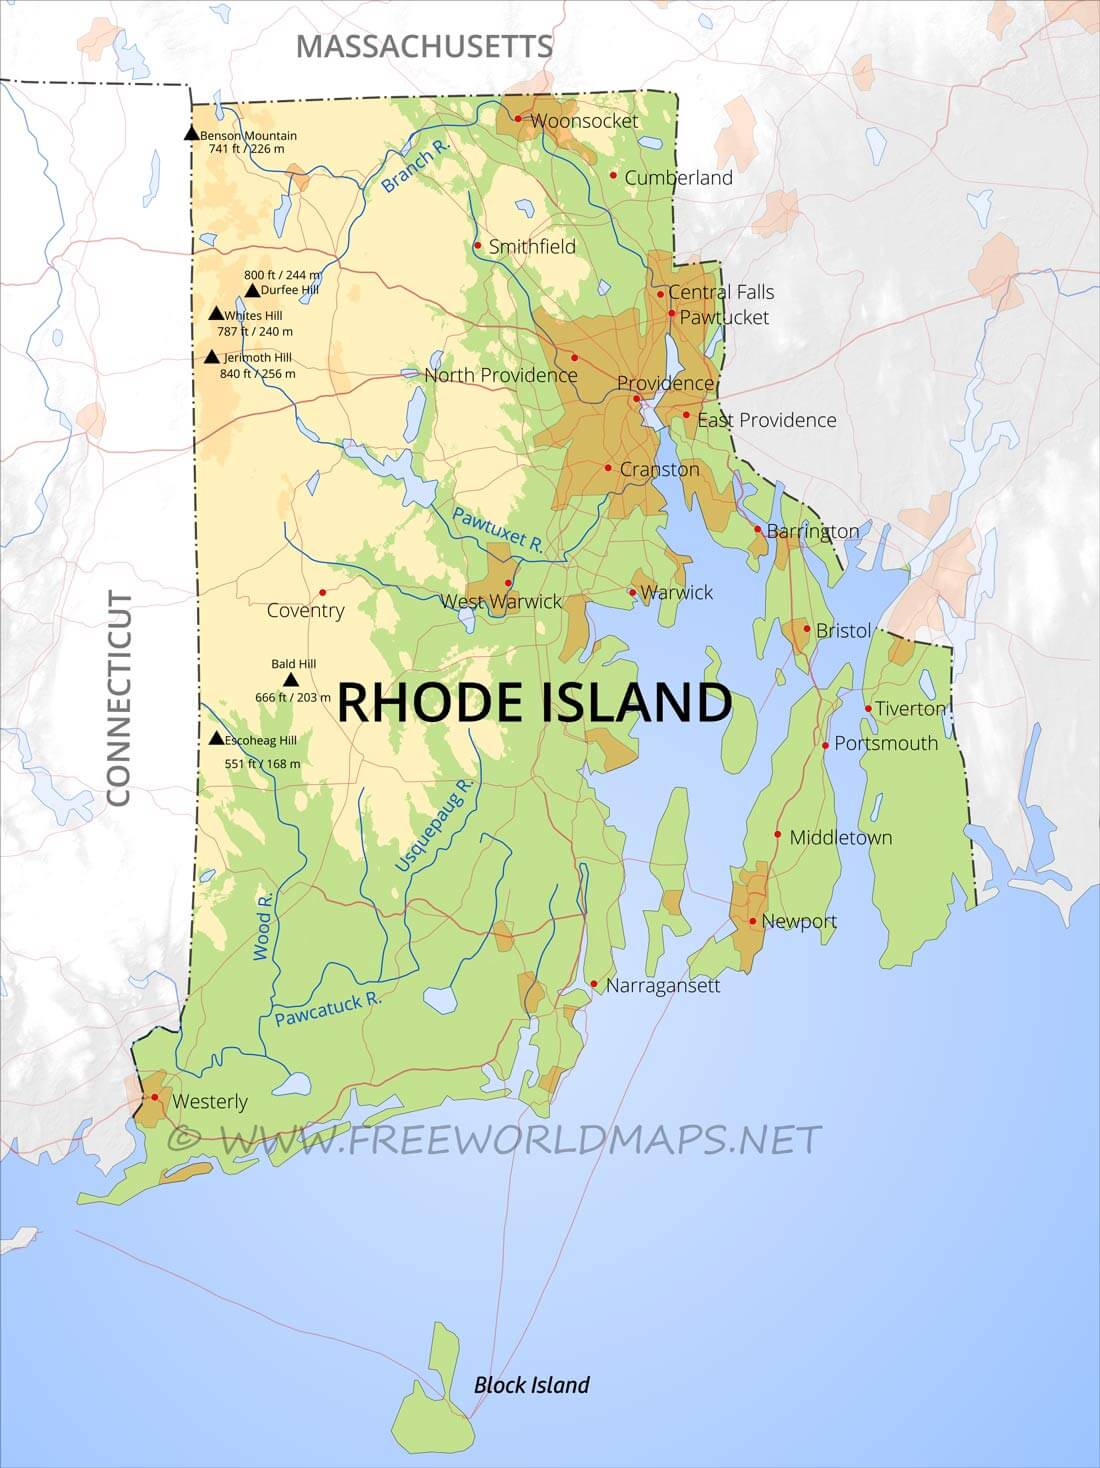 MASSACHUSETTS
Benson Mountain
741 ft / 226 m
Woonsocket
Branch R.
Cumberland
Smithfield
800 ft / 244 m
Durfee Hill
Whites Hill
787 ft / 240 m
Central Falls
Pawtucket
Jerimoth Hill
840 ft / 256 m
North Providence
Providence
East Providence
Cranston
Pawtuxet R.
Barrington
CONNECTICUT
Coventry
West Warwick
Warwick
Bristol
Bald Hill
666 ft / 203 m
RHODE ISLAND
Tiverton
Escoheag Hill
551 ft / 168 m
Portsmouth
Usquepaug R.
Middletown
Wood R.
Newport
Narragansett
Pawcatuck R.
Westerly
© WWW.FREEWORLDMAPS.NET
Block Island